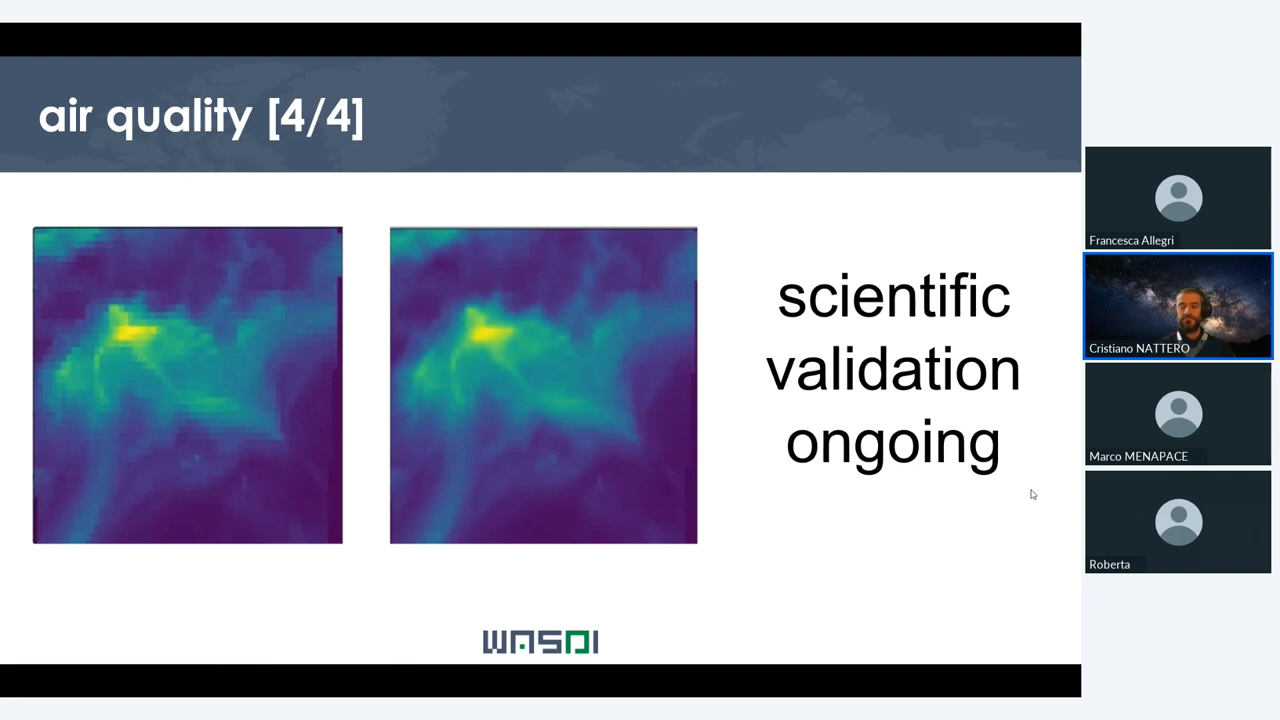 air quality [4/4]
scientific
validation
ongoing
WASDI
Francesca Allegri
Cristiano NATTERO
Marco MENAPACE
Roberta